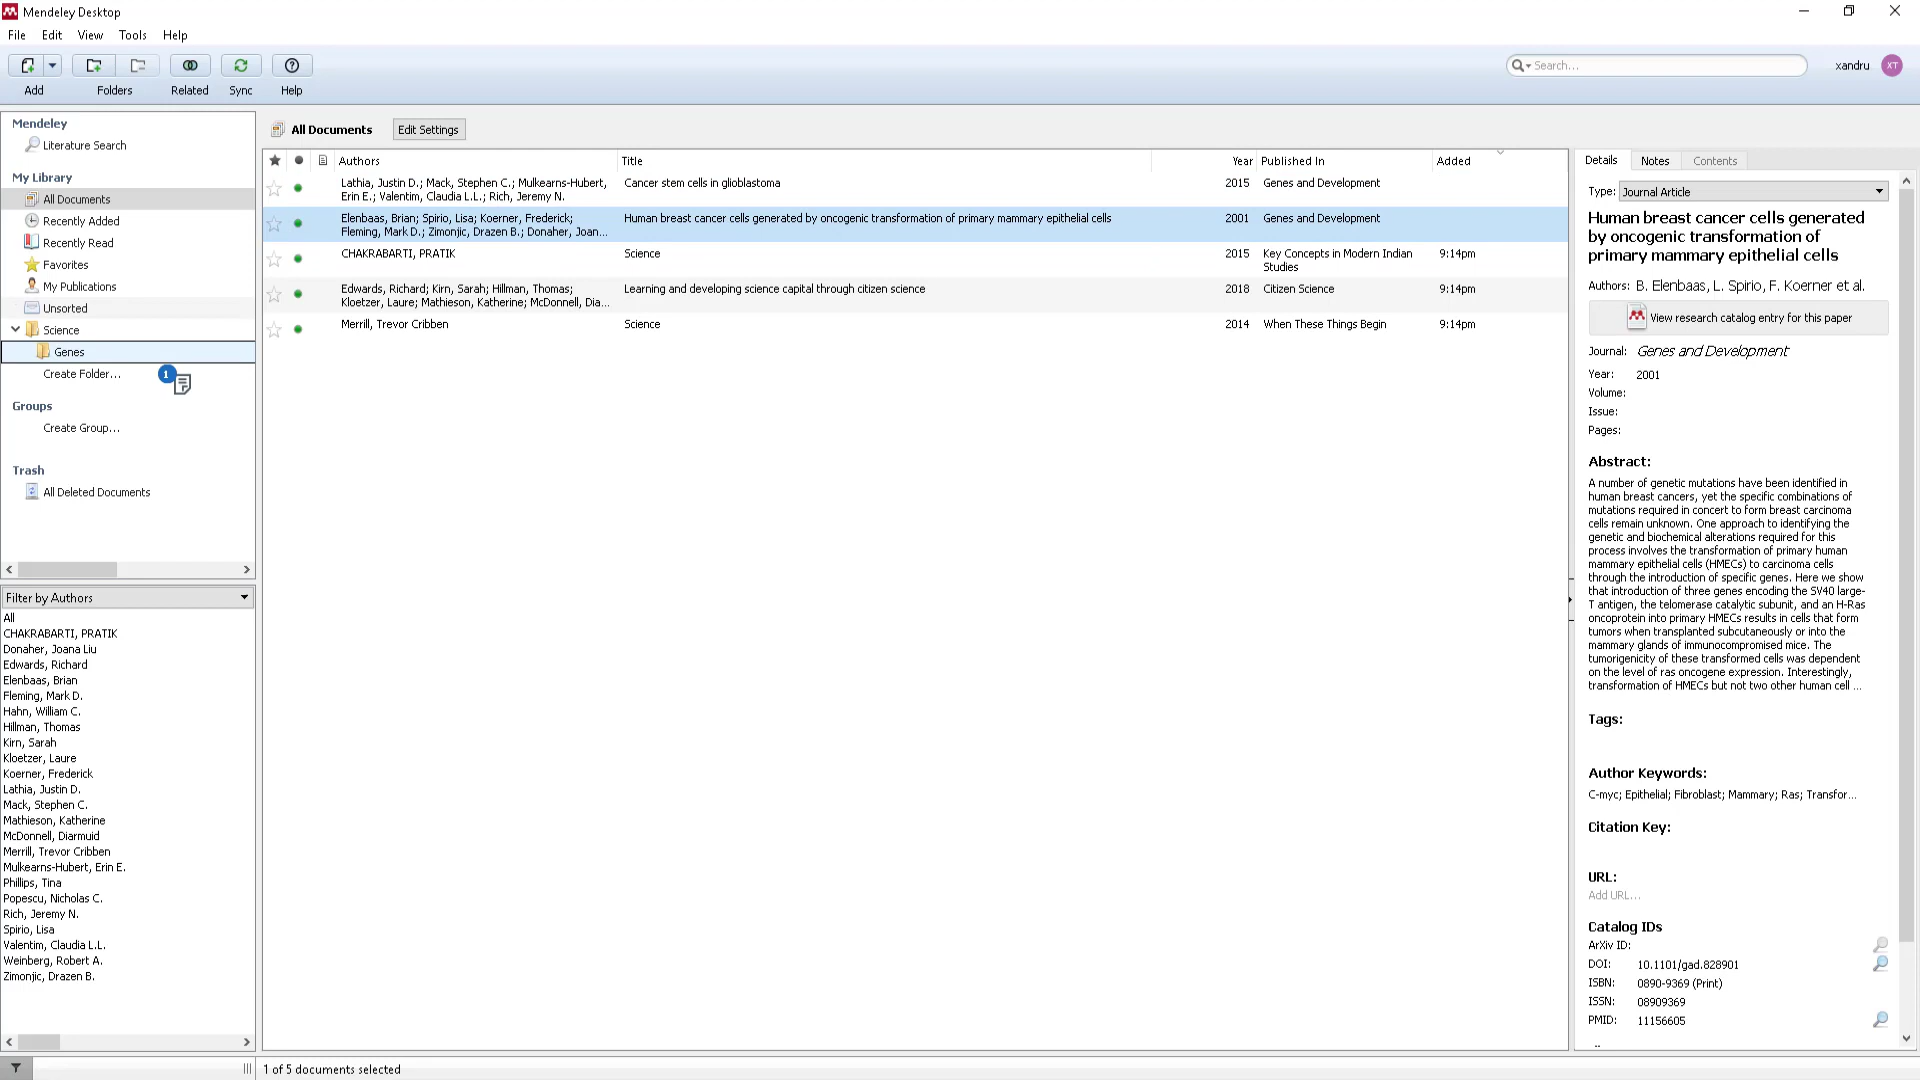 Mendeley Desktop
File Edit View Tools Help
Add Folders Related Sync Help
Search...
xandru XT
Mendeley
Literature Search
My Library
All Documents
Recently Added
Recently Read
Favorites
My Publications
Unsorted
Science
Genes
Create Folder...
1
Groups
Create Group...
Trash
All Deleted Documents
Filter by Authors
All
CHAKRABARTI, PRATIK
Donaher, Joana Liu
Edwards, Richard
Elenbaas, Brian
Fleming, Mark D.
Hahn, William C.
Hillman, Thomas
Kirn, Sarah
Kloetzer, Laure
Koerner, Frederick
Lathia, Justin D.
Mack, Stephen C.
Mathieson, Katherine
McDonnell, Diarmuid
Merrill, Trevor Cribben
Mulkearns-Hubert, Erin E.
Phillips, Tina
Popescu, Nicholas C.
Rich, Jeremy N.
Spirio, Lisa
Valentim, Claudia L.L.
Weinberg, Robert A.
Zimonjic, Drazen B.
All Documents Edit Settings
Authors Title Year Published In Added
Lathia, Justin D.; Mack, Stephen C.; Mulkearns-Hubert, Cancer stem cells in glioblastoma 2015 Genes and Development
Erin E.; Valentim, Claudia L.L.; Rich, Jeremy N.
Elenbaas, Brian; Spirio, Lisa; Koerner, Frederick; Human breast cancer cells generated by oncogenic transformation of primary mammary epithelial cells 2001 Genes and Development
Fleming, Mark D.; Zimonjic, Drazen B.; Donaher, Joan...
CHAKRABARTI, PRATIK Science 2015 Key Concepts in Modern Indian 9:14pm
Studies
Edwards, Richard; Kirn, Sarah; Hillman, Thomas; Learning and developing science capital through citizen science 2018 Citizen Science 9:14pm
Kloetzer, Laure; Mathieson, Katherine; McDonnell, Dia...
Merrill, Trevor Cribben Science 2014 When These Things Begin 9:14pm
1 of 5 documents selected
Details Notes Contents
Type: Journal Article
Human breast cancer cells generated
by oncogenic transformation of
primary mammary epithelial cells
Authors: B. Elenbaas, L. Spirio, F. Koerner et al.
View research catalog entry for this paper
Journal: Genes and Development
Year: 2001
Volume:
Issue:
Pages:
Abstract:
A number of genetic mutations have been identified in
human breast cancers, yet the specific combinations of
mutations required in concert to form breast carcinoma
cells remain unknown. One approach to identifying the
genetic and biochemical alterations required for this
process involves the transformation of primary human
mammary epithelial cells (HMECs) to carcinoma cells
through the introduction of specific genes. Here we show
that introduction of three genes encoding the SV40 large-
T antigen, the telomerase catalytic subunit, and an H-Ras
oncoprotein into primary HMECs results in cells that form
tumors when transplanted subcutaneously or into the
mammary glands of immunocompromised mice. The
tumorigenicity of these transformed cells was dependent
on the level of ras oncogene expression. Interestingly,
transformation of HMECs but not two other human cell ...
Tags:
Author Keywords:
C-myc; Epithelial; Fibroblast; Mammary; Ras; Transfor...
Citation Key:
URL:
Add URL...
Catalog IDs
ArXiv ID:
DOI: 10.1101/gad.828901
ISBN: 0890-9369 (Print)
ISSN: 08909369
PMID: 11156605